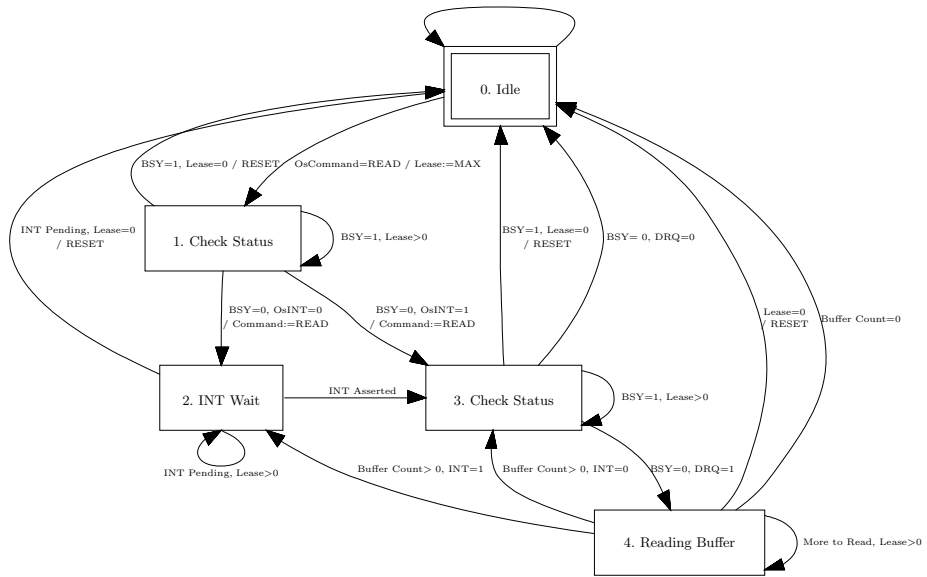 0. Idle
BSY=1, Lease=0 / RESET
OsCommand=READ / Lease:=MAX
INT Pending, Lease=0
/ RESET
1. Check Status
BSY=1, Lease>0
BSY=1, Lease=0
/ RESET
BSY= 0, DRQ=0
BSY=0, OsINT=0
/ Command:=READ
BSY=0, OsINT=1
/ Command:=READ
Lease=0
/ RESET
Buffer Count=0
2. INT Wait
INT Asserted
3. Check Status
BSY=1, Lease>0
INT Pending, Lease>0
Buffer Count> 0, INT=1
Buffer Count> 0, INT=0
BSY=0, DRQ=1
4. Reading Buffer
More to Read, Lease>0